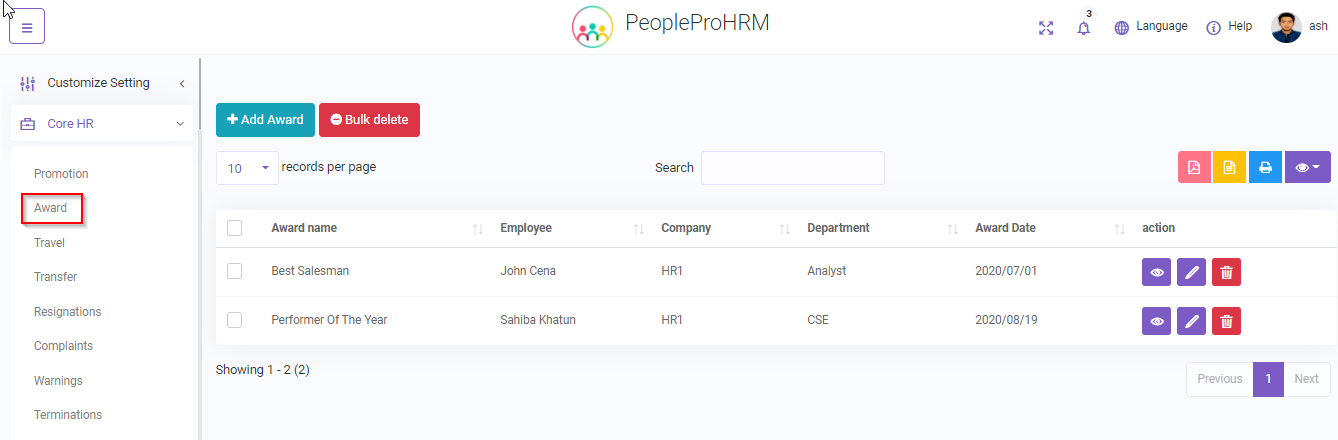 PeopleProHRM
3
Language
Help
ash
Customize Setting
Core HR
Promotion
Award
Travel
Transfer
Resignations
Complaints
Warnings
Terminations
Add Award
Bulk delete
10 records per page
Search
Award name Employee Company Department Award Date action
Best Salesman John Cena HR1 Analyst 2020/07/01
Performer Of The Year Sahiba Khatun HR1 CSE 2020/08/19
Showing 1 - 2 (2)
Previous 1 Next